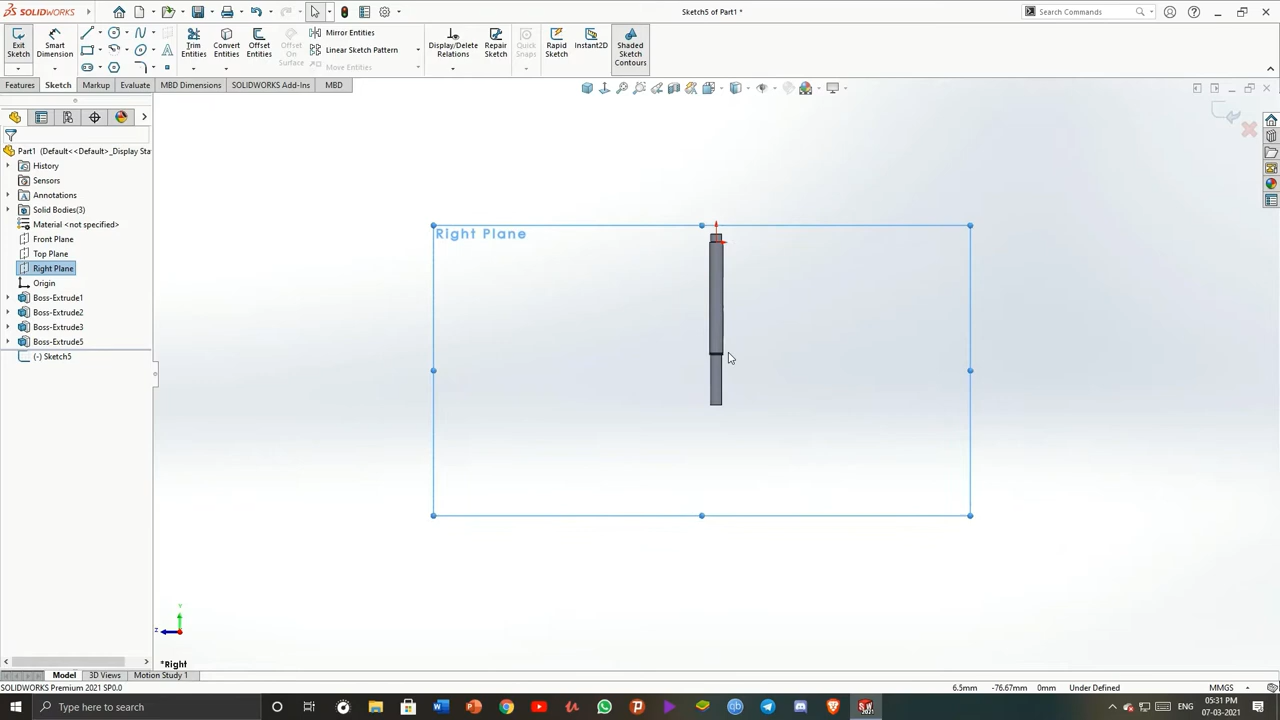 SOLIDWORKS
Sketch5 of Part1 *
Search Commands
Exit Sketch
Smart Dimension
Trim Entities
Convert Entities
Offset Entities
Offset On Surface
Mirror Entities
Linear Sketch Pattern
Move Entities
Display/Delete Relations
Repair Sketch
Quick Snaps
Rapid Sketch
Instant2D
Shaded Sketch Contours
Features
Sketch
Markup
Evaluate
MBD Dimensions
SOLIDWORKS Add-Ins
MBD
Part1 (Default<<Default>_Display Sta
History
Sensors
Annotations
Solid Bodies(3)
Material <not specified>
Front Plane
Top Plane
Right Plane
Origin
Boss-Extrude1
Boss-Extrude2
Boss-Extrude3
Boss-Extrude5
(-) Sketch5
Right Plane
Y
Z
*Right
Model
3D Views
Motion Study 1
SOLIDWORKS Premium 2021 SP0.0
6.5mm
-76.67mm
0mm
Under Defined
MMGS
Type here to search
ENG
05:31 PM
07-03-2021